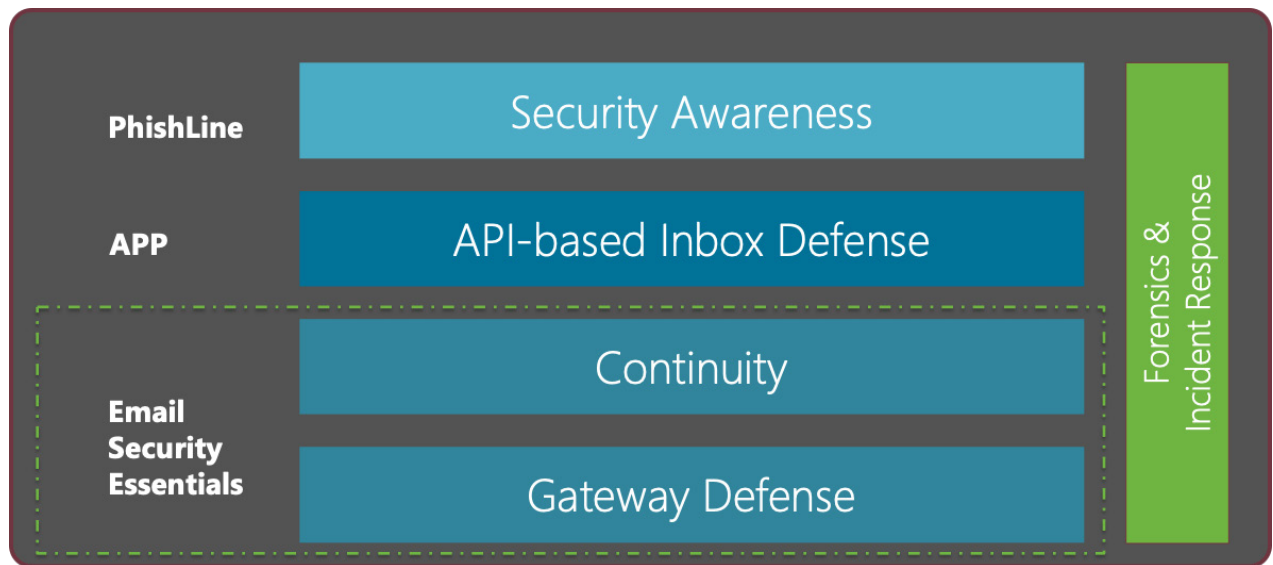 PhishLine
Security Awareness
APP
API-based Inbox Defense
Email
Security
Essentials
Continuity
Gateway Defense
Forensics &
Incident Response